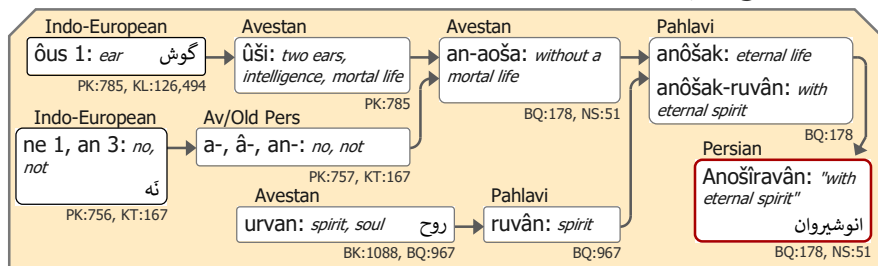 Indo-European
ôus 1: ear گوش
PK:785, KL:126,494
Avestan
ûši: two ears,
intelligence, mortal life
PK:785
Avestan
an-aoša: without a
mortal life
BQ:178, NS:51
Pahlavi
anôšak: eternal life
anôšak-ruvân: with
eternal spirit
BQ:178
Indo-European
ne 1, an 3: no,
not
نَه
PK:756, KT:167
Av/Old Pers
a-, â-, an-: no, not
PK:757, KT:167
Avestan
urvan: spirit, soul روح
BK:1088, BQ:967
Pahlavi
ruvân: spirit
BQ:967
Persian
Anošîravân: "with
eternal spirit"
انوشیروان
BQ:178, NS:51